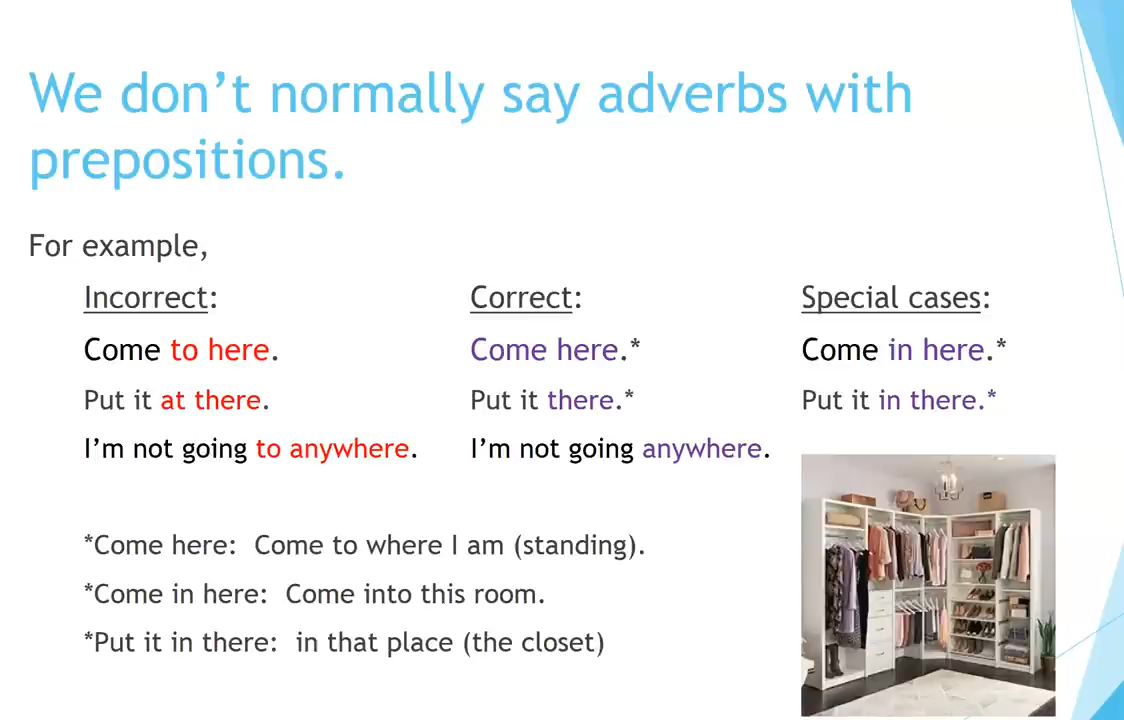 We don't normally say adverbs with
prepositions.
For example,
Incorrect: Correct: Special cases:
Come to here. Come here.* Come in here.*
Put it at there. Put it there.* Put it in there.*
I'm not going to anywhere. I'm not going anywhere.
*Come here: Come to where I am (standing).
*Come in here: Come into this room.
*Put it in there: in that place (the closet)